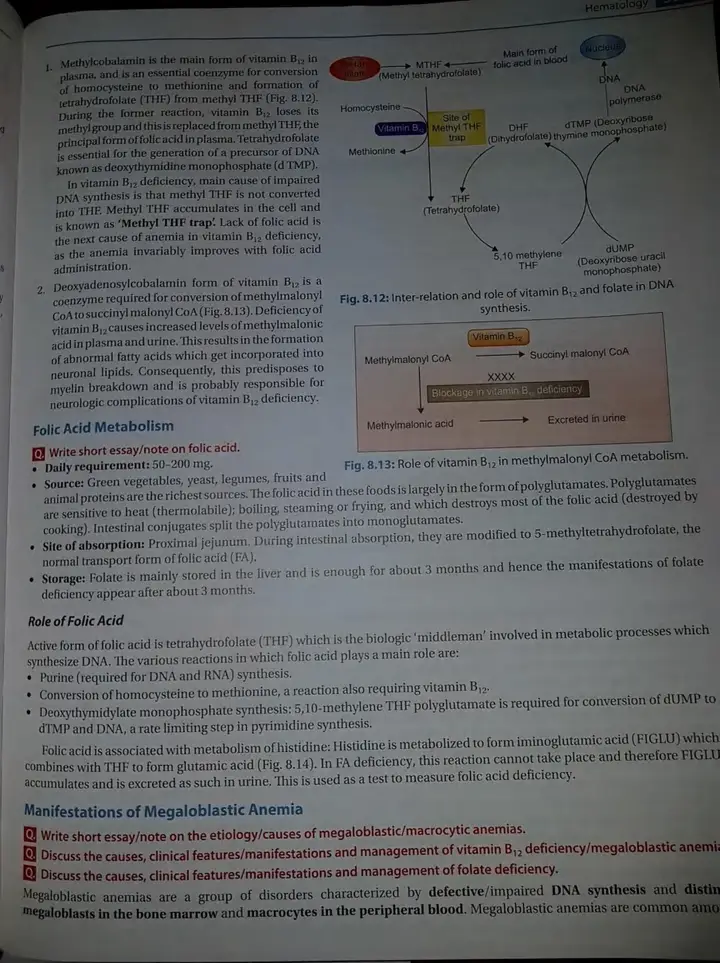 Hematology
1. Methylcobalamin is the main form of vitamin B12 in
plasma, and is an essential coenzyme for conversion
of homocysteine to methionine and formation of
tetrahydrofolate (THF) from methyl THF (Fig. 8.12).
During the former reaction, vitamin B12 loses its
methyl group and this is replaced from methyl THF, the
principal form of folic acid in plasma. Tetrahydrofolate
is essential for the generation of a precursor of DNA
known as deoxythymidine monophosphate (d TMP).
In vitamin B12 deficiency, main cause of impaired
DNA synthesis is that methyl THF is not converted
into THF. Methyl THF accumulates in the cell and
is known as 'Methyl THF trap'. Lack of folic acid is
the next cause of anemia in vitamin B12 deficiency,
as the anemia invariably improves with folic acid
administration.
2. Deoxyadenosylcobalamin form of vitamin B12 is a
coenzyme required for conversion of methylmalonyl
CoA to succinyl malonyl CoA (Fig. 8.13). Deficiency of
vitamin B12 causes increased levels of methylmalonic
acid in plasma and urine. This results in the formation
of abnormal fatty acids which get incorporated into
neuronal lipids. Consequently, this predisposes to
myelin breakdown and is probably responsible for
neurologic complications of vitamin B12 deficiency.
MTHF
(Methyl tetrahydrofolate)
Main form of
folic acid in blood
Nucleus
DNA
DNA
polymerase
Homocysteine
Vitamin B12
Methionine
Site of
Methyl THF
trap
DHF
(Dihydrofolate)
dTMP (Deoxyribose
thymine monophosphate)
THF
(Tetrahydrofolate)
5,10 methylene
THF
dUMP
(Deoxyribose uracil
monophosphate)
Fig. 8.12: Inter-relation and role of vitamin B12 and folate in DNA
synthesis.
Vitamin B12
Methylmalonyl CoA
Succinyl malonyl CoA
XXXX
Blockage in vitamin B12 deficiency
Methylmalonic acid
Excreted in urine
Fig. 8.13: Role of vitamin B12 in methylmalonyl CoA metabolism.
Folic Acid Metabolism
Q. Write short essay/note on folic acid.
• Daily requirement: 50–200 mg.
• Source: Green vegetables, yeast, legumes, fruits and
animal proteins are the richest sources. The folic acid in these foods is largely in the form of polyglutamates. Polyglutamates
are sensitive to heat (thermolabile); boiling, steaming or frying, and which destroys most of the folic acid (destroyed by
cooking). Intestinal conjugates split the polyglutamates into monoglutamates.
• Site of absorption: Proximal jejunum. During intestinal absorption, they are modified to 5-methyltetrahydrofolate, the
normal transport form of folic acid (FA).
• Storage: Folate is mainly stored in the liver and is enough for about 3 months and hence the manifestations of folate
deficiency appear after about 3 months.
Role of Folic Acid
Active form of folic acid is tetrahydrofolate (THF) which is the biologic 'middleman' involved in metabolic processes which
synthesize DNA. The various reactions in which folic acid plays a main role are:
• Purine (required for DNA and RNA) synthesis.
• Conversion of homocysteine to methionine, a reaction also requiring vitamin B12.
• Deoxythymidylate monophosphate synthesis: 5,10-methylene THF polyglutamate is required for conversion of dUMP to
dTMP and DNA, a rate limiting step in pyrimidine synthesis.
Folic acid is associated with metabolism of histidine: Histidine is metabolized to form iminoglutamic acid (FIGLU) which
combines with THF to form glutamic acid (Fig. 8.14). In FA deficiency, this reaction cannot take place and therefore FIGLU
accumulates and is excreted as such in urine. This is used as a test to measure folic acid deficiency.
Manifestations of Megaloblastic Anemia
Q. Write short essay/note on the etiology/causes of megaloblastic/macrocytic anemias.
Q. Discuss the causes, clinical features/manifestations and management of vitamin B12 deficiency/megaloblastic anemia
Q. Discuss the causes, clinical features/manifestations and management of folate deficiency.
Megaloblastic anemias are a group of disorders characterized by defective/impaired DNA synthesis and distin
megaloblasts in the bone marrow and macrocytes in the peripheral blood. Megaloblastic anemias are common amo